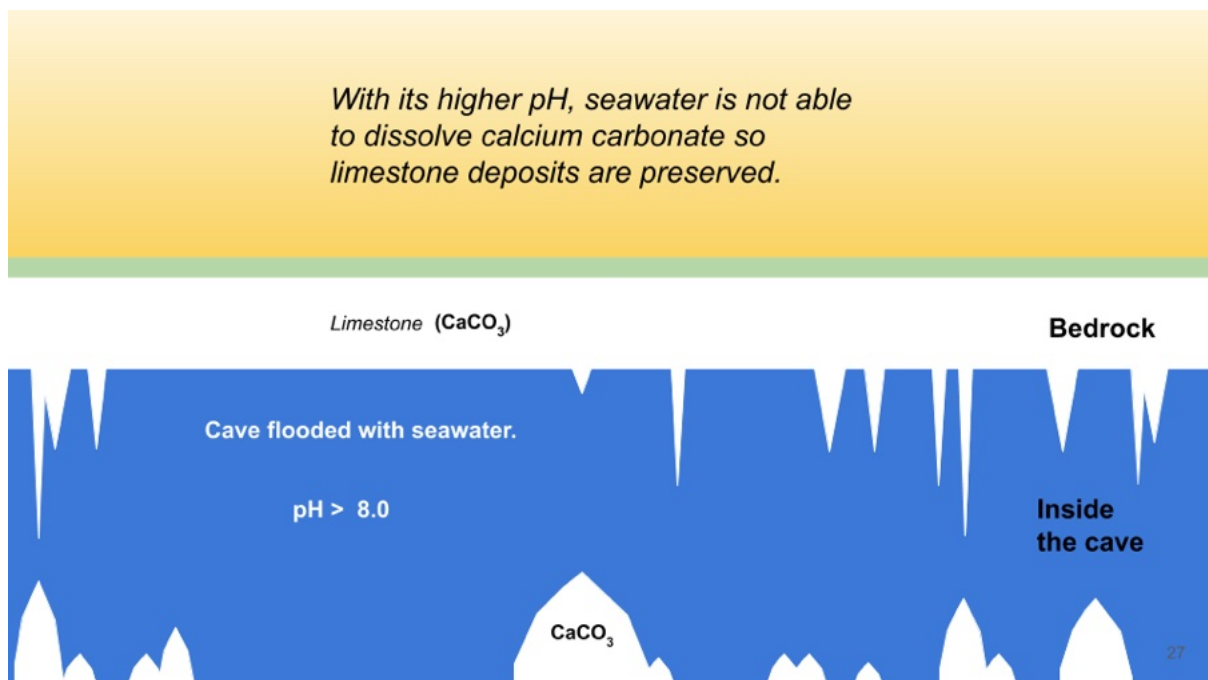 With its higher pH, seawater is not able
to dissolve calcium carbonate so
limestone deposits are preserved.
Limestone (CaCO₃)
Bedrock
Cave flooded with seawater.
pH > 8.0
Inside
the cave
CaCO₃
27